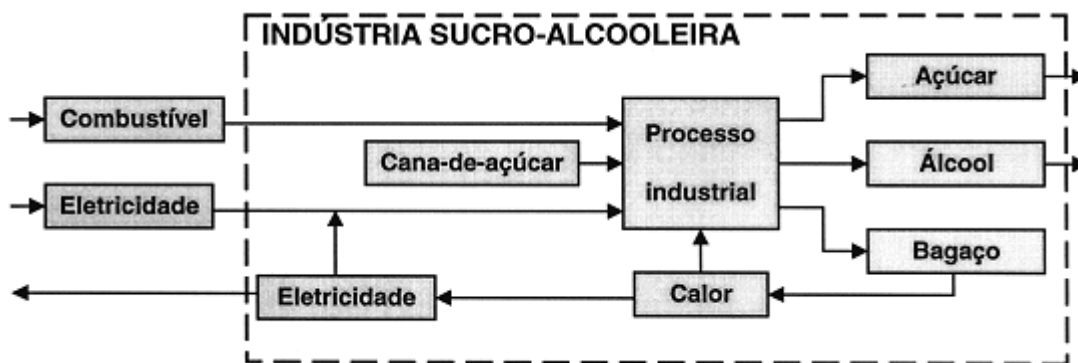 INDÚSTRIA SUCRO-ALCOOLEIRA
Açúcar
Combustível
Processo
industrial
Cana-de-açúcar
Álcool
Eletricidade
Bagaço
Eletricidade
Calor